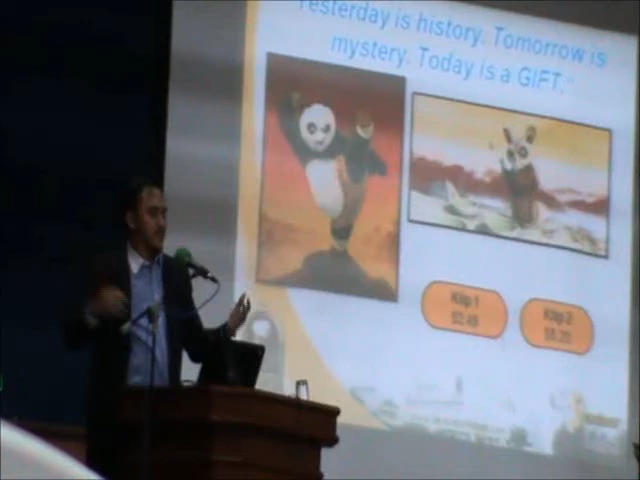 Yesterday is history. Tomorrow is
mystery. Today is a GIFT,"
Klip 1
Klip 2